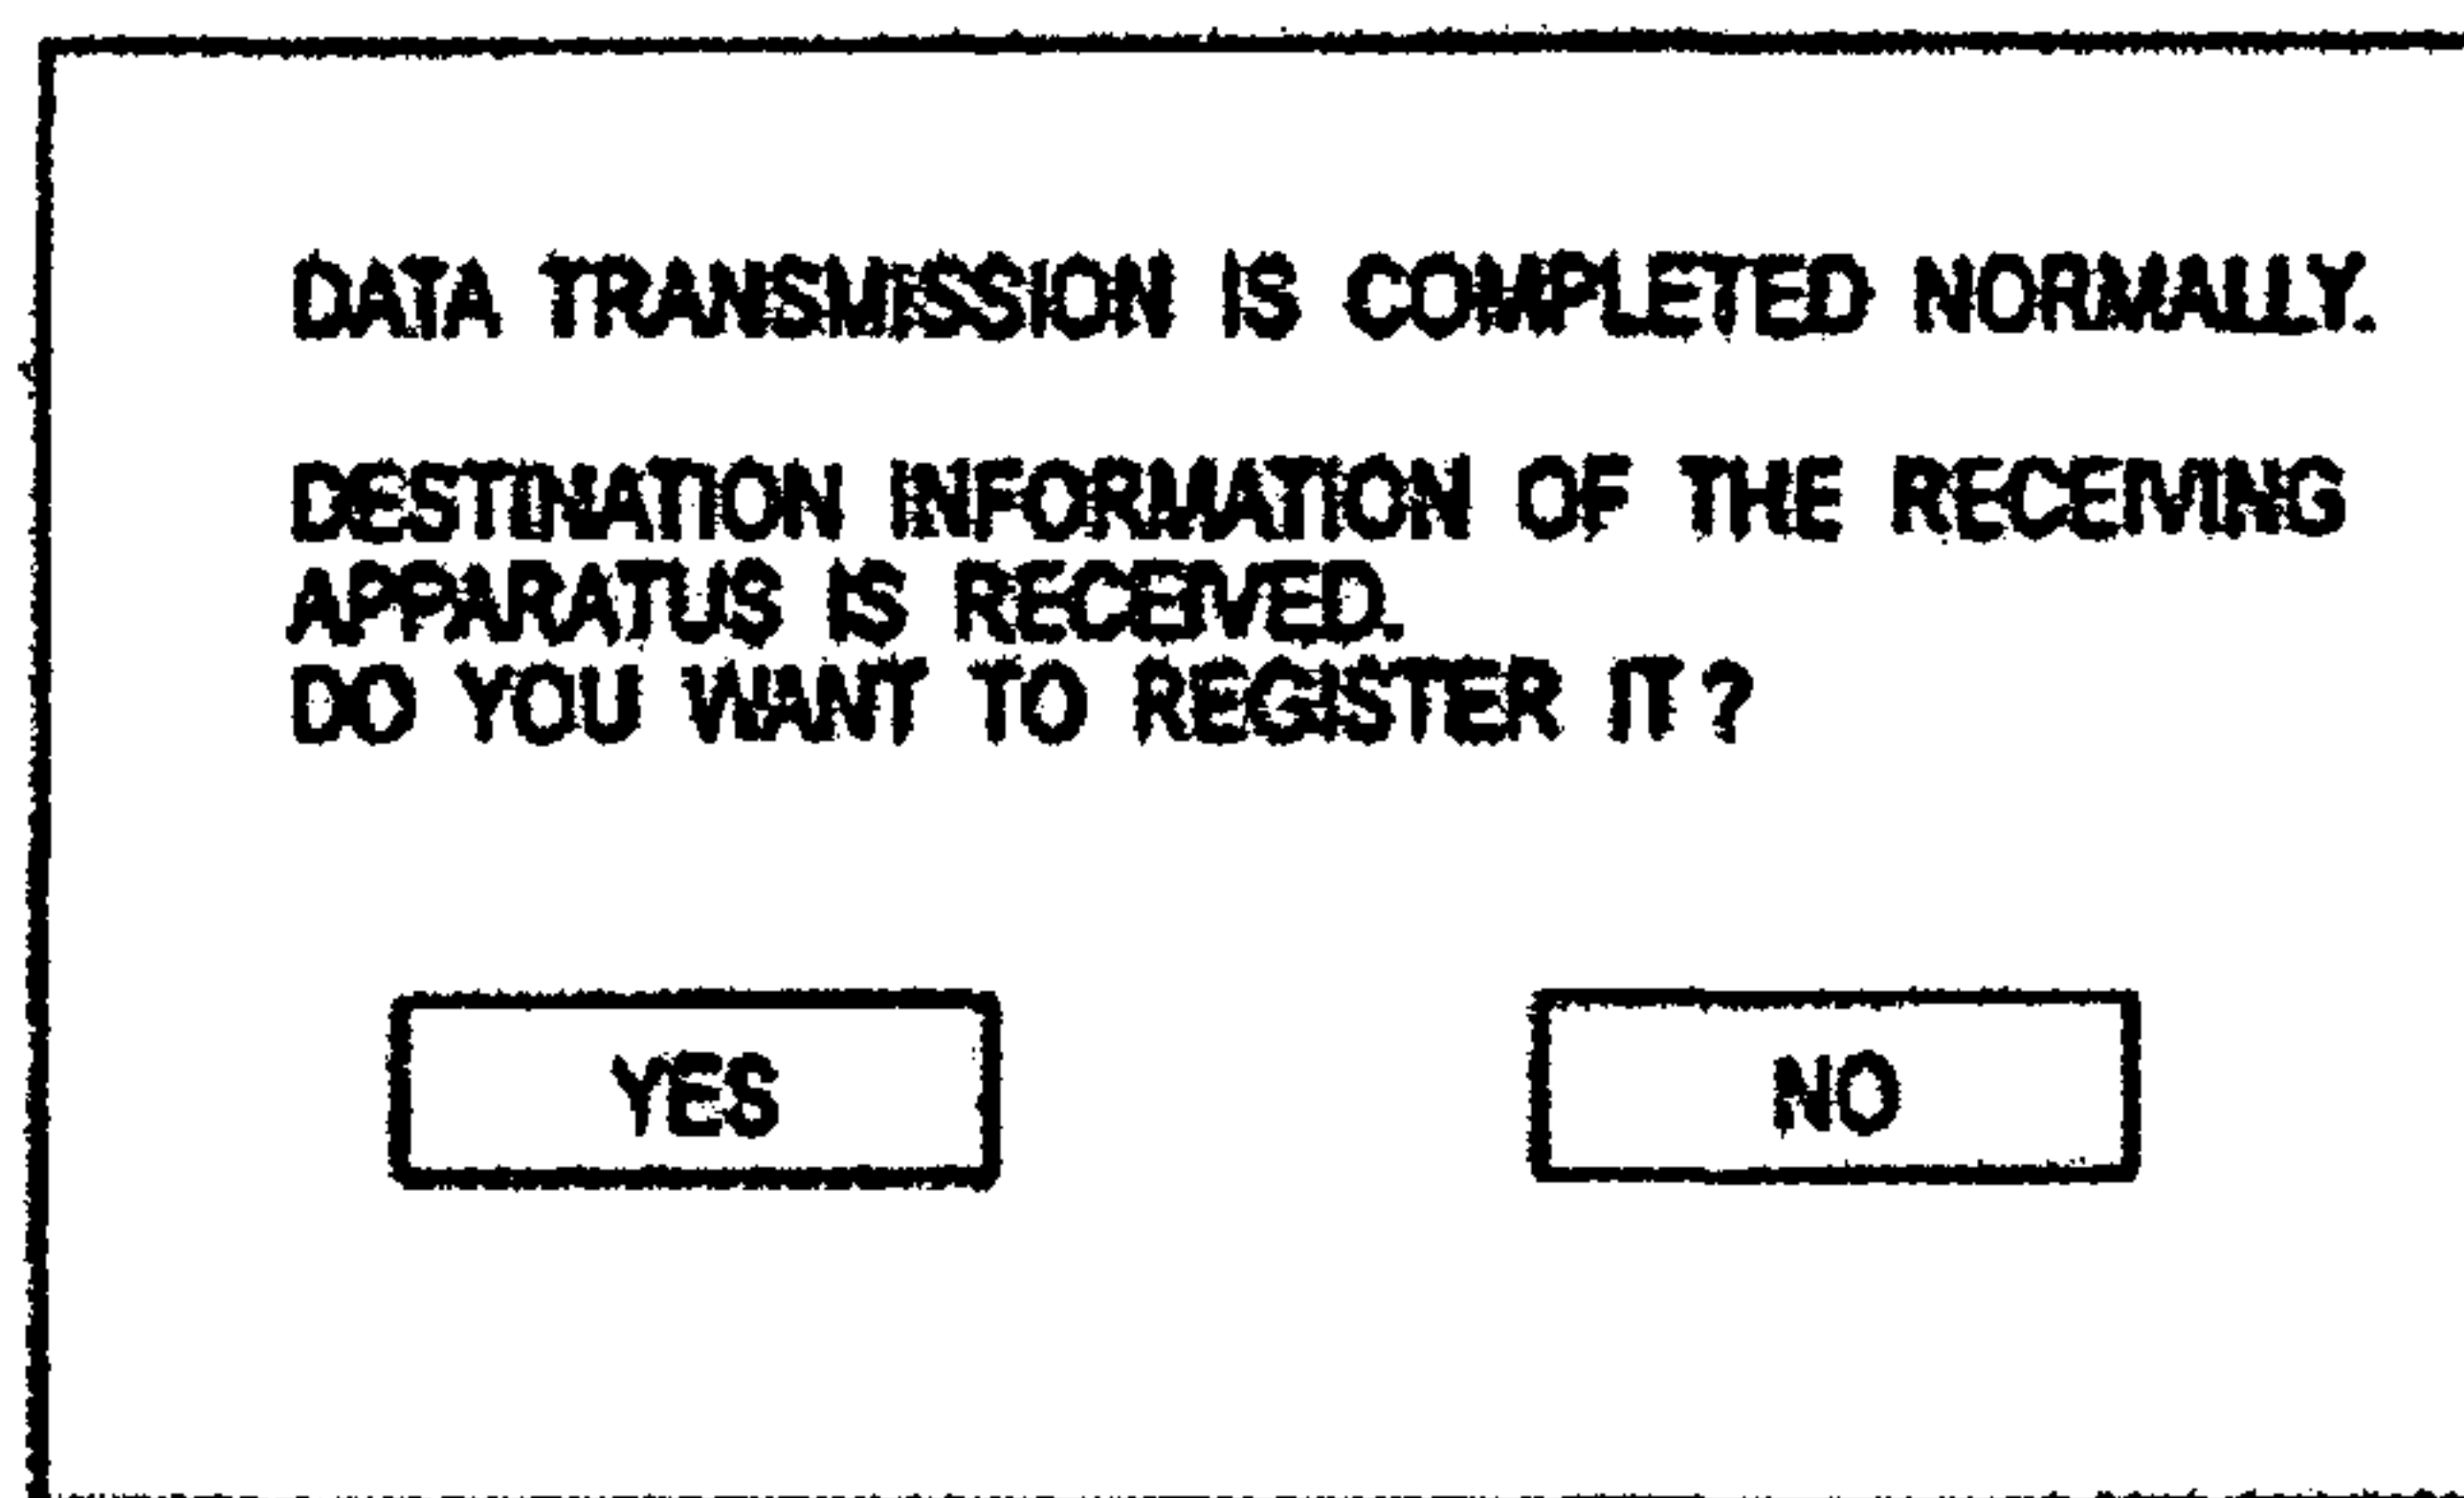 DATA TRANSMISSION IS COMPLETED NORMALLY.
DESTINATION INFORMATION OF THE RECEIVING
APPARATUS IS RECEIVED.
DO YOU WANT TO REGISTER IT?
YES
NO